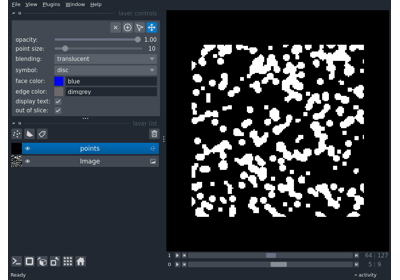 File View Plugins Window Help
layer controls
opacity: 1.00
point size: 10
blending: translucent
symbol: disc
face color: blue
edge color: dimgrey
display text:
out of slice:
layer list
points
Image
1 64 127
0 5 9
Ready activity